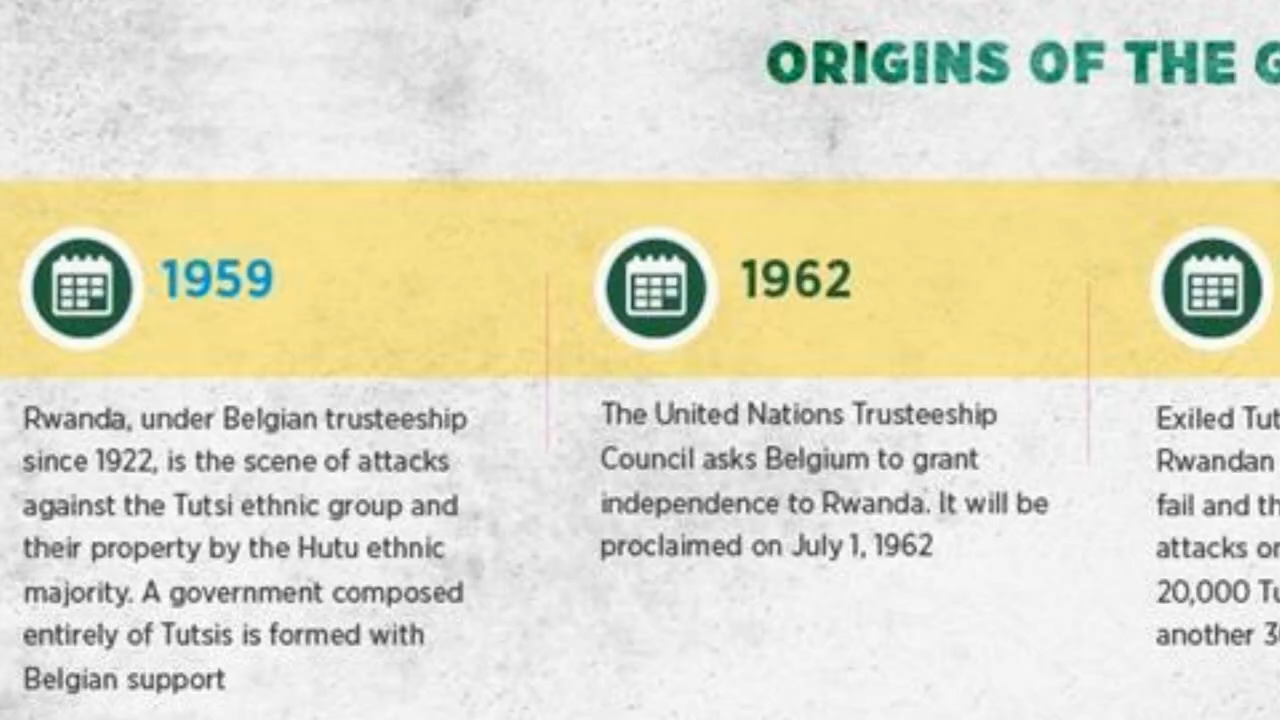 ORIGINS OF THE
1959
Rwanda, under Belgian trusteeship
since 1922, is the scene of attacks
against the Tutsi ethnic group and
their property by the Hutu ethnic
majority. A government composed
entirely of Tutsis is formed with
Belgian support
1962
The United Nations Trusteeship
Council asks Belgium to grant
independence to Rwanda. It will be
proclaimed on July 1, 1962
Exiled
Rwandan
fail and
attacks
20,000
another